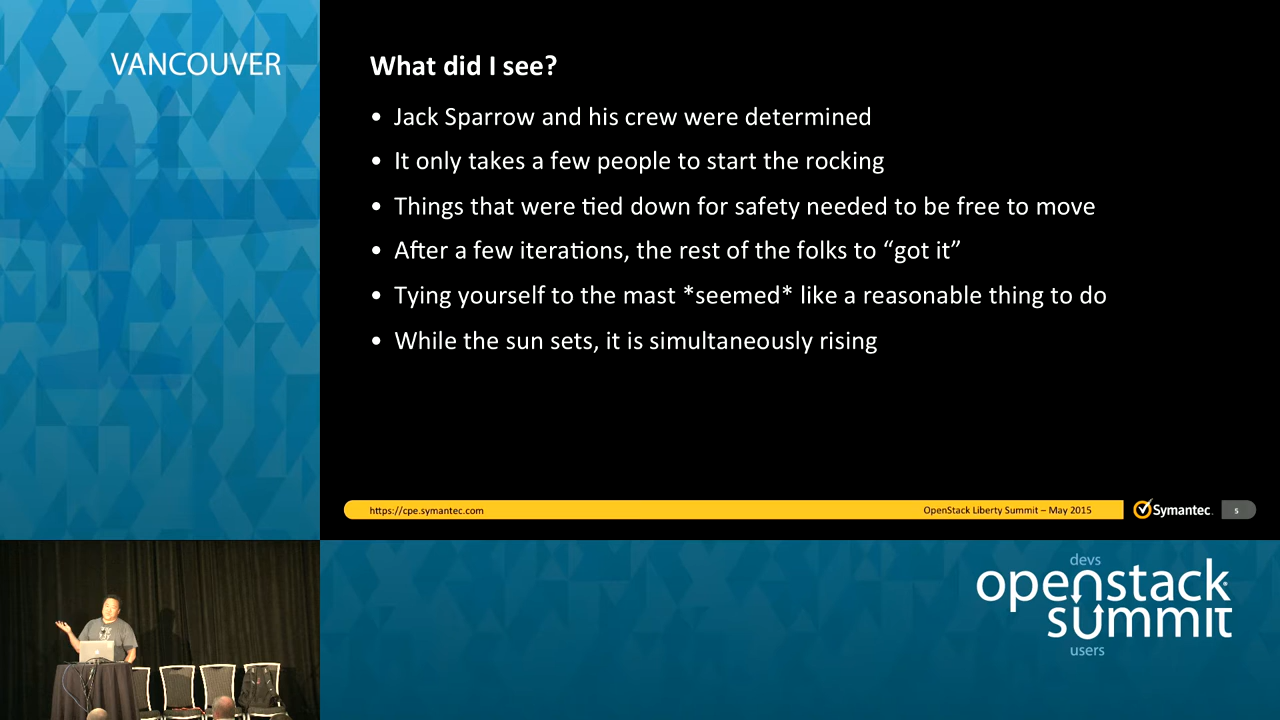 VANCOUVER
What did I see?
• Jack Sparrow and his crew were determined
• It only takes a few people to start the rocking
• Things that were tied down for safety needed to be free to move
• After a few iterations, the rest of the folks to “got it”
• Tying yourself to the mast *seemed* like a reasonable thing to do
• While the sun sets, it is simultaneously rising
https://cpe.symantec.com
OpenStack Liberty Summit – May 2015
Symantec.
5
devs
openstack
summit
users